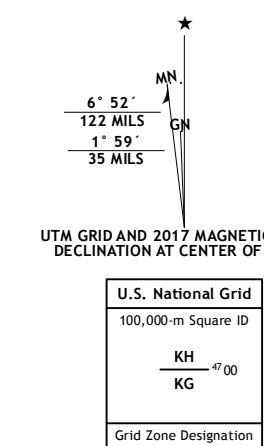 ★
MN
6° 52´
122 MILS
GN
1° 59´
35 MILS
UTM GRID AND 2017 MAGNETI
DECLINATION AT CENTER OF
U.S. National Grid
100,000-m Square ID
KH
47 00
KG
Grid Zone Designation